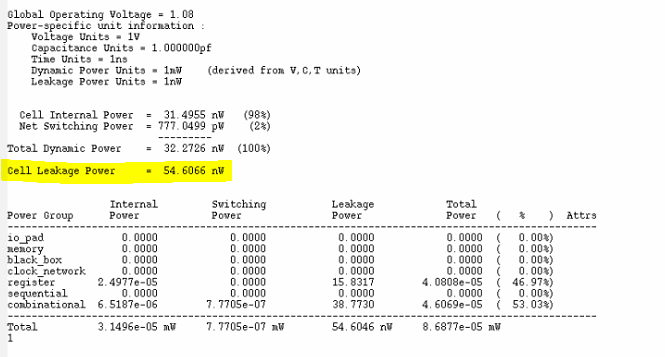 Global Operating Voltage = 1.08
Power-specific unit information :
Voltage Units = 1V
Capacitance Units = 1.000000pf
Time Units = 1ns
Dynamic Power Units = 1mW (derived from V,C,T units)
Leakage Power Units = 1nW
Cell Internal Power = 31.4955 nW (98%)
Net Switching Power = 777.0499 pW (2%)
---------
Total Dynamic Power = 32.2726 nW (100%)
Cell Leakage Power = 54.6066 nW
Internal Switching Leakage Total
Power Group Power Power Power Power ( % ) Attrs
--------------------------------------------------------------------------------
io_pad 0.0000 0.0000 0.0000 0.0000 ( 0.00%)
memory 0.0000 0.0000 0.0000 0.0000 ( 0.00%)
black_box 0.0000 0.0000 0.0000 0.0000 ( 0.00%)
clock_network 0.0000 0.0000 0.0000 0.0000 ( 0.00%)
register 2.4977e-05 0.0000 15.8317 4.0808e-05 ( 46.97%)
sequential 0.0000 0.0000 0.0000 0.0000 ( 0.00%)
combinational 6.5187e-06 7.7705e-07 38.7730 4.6069e-05 ( 53.03%)
--------------------------------------------------------------------------------
Total 3.1496e-05 mW 7.7705e-07 mW 54.6046 nW 8.6877e-05 mW
1